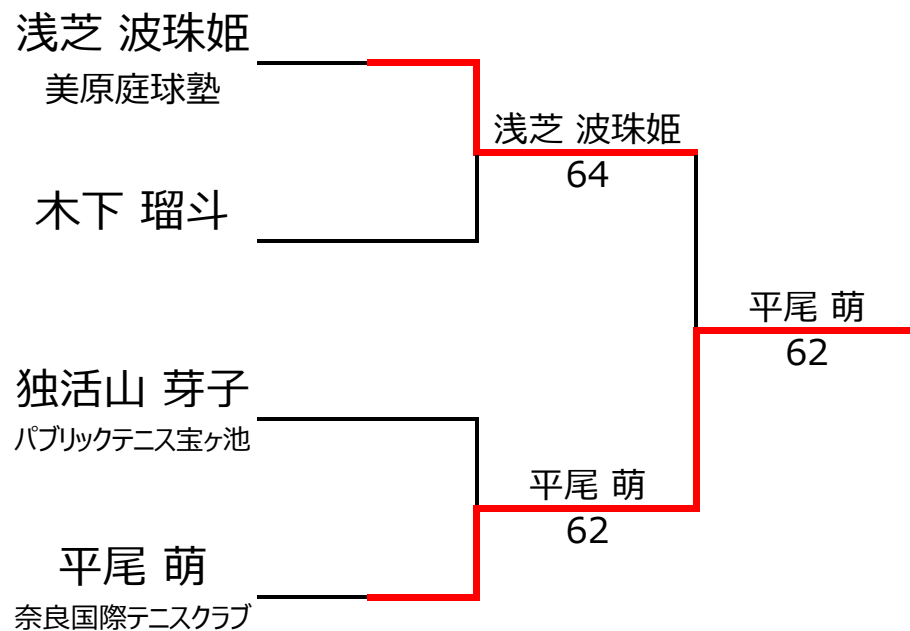 浅芝 波珠姫
美原庭球塾
浅芝 波珠姫
64
木下 瑠斗
平尾 萌
62
独活山 芽子
パブリックテニス宝ヶ池
平尾 萌
62
平尾 萌
奈良国際テニスクラブ